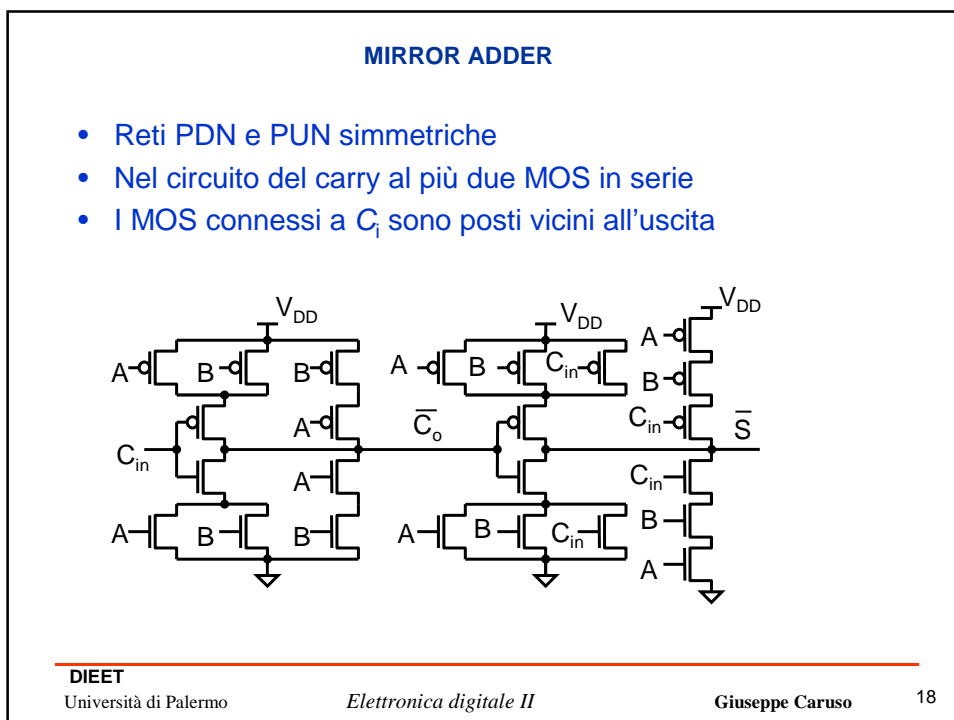 MIRROR ADDER
• Reti PDN e PUN simmetriche
• Nel circuito del carry al più due MOS in serie
• I MOS connessi a Ci sono posti vicini all'uscita
VDD VDD VDD
A B B A B Cin A
B
A C̅o Cin S̅
Cin
A Cin
B
A B B A B Cin
A
DIEET
Università di Palermo Elettronica digitale II Giuseppe Caruso 18